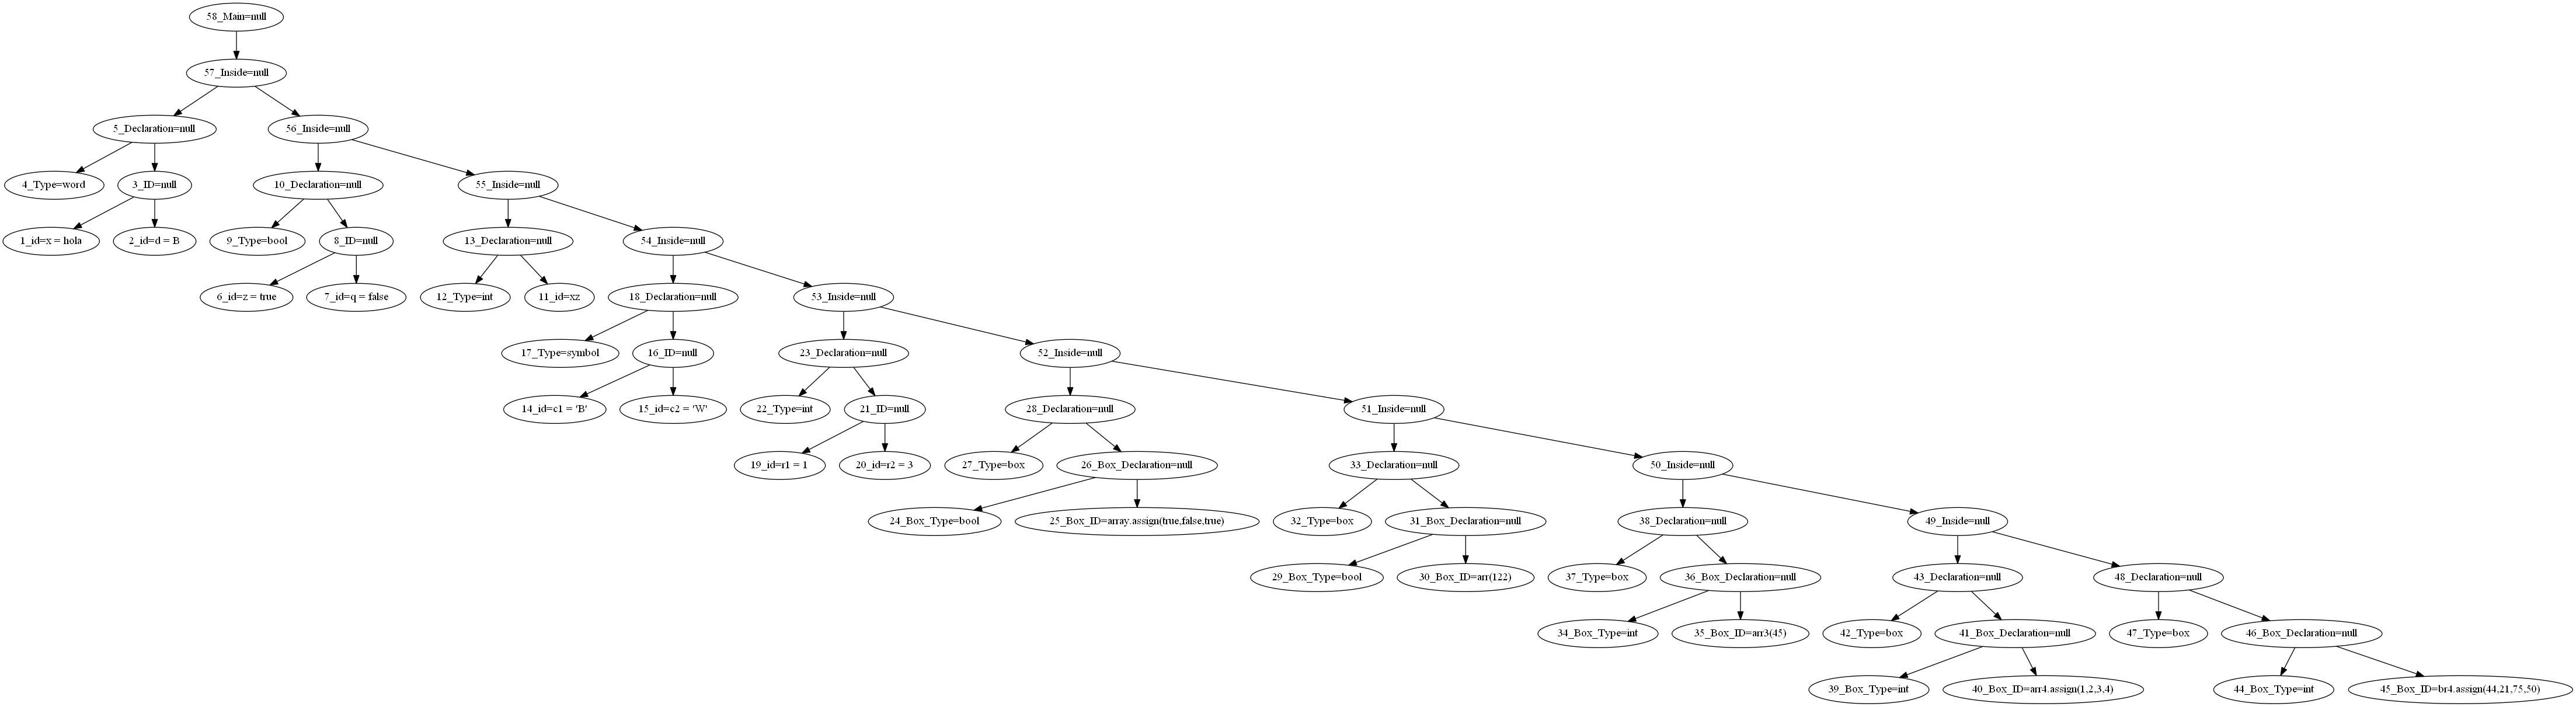 58_Main=null
57_Inside=null
5_Declaration=null
56_Inside=null
4_Type=word
3_ID=null
10_Declaration=null
55_Inside=null
1_id=x = hola
2_id=d = B
9_Type=bool
8_ID=null
13_Declaration=null
54_Inside=null
6_id=z = true
7_id=q = false
12_Type=int
11_id=xz
18_Declaration=null
53_Inside=null
17_Type=symbol
16_ID=null
23_Declaration=null
52_Inside=null
14_id=c1 = 'B'
15_id=c2 = 'W'
22_Type=int
21_ID=null
28_Declaration=null
51_Inside=null
19_id=r1 = 1
20_id=r2 = 3
27_Type=box
26_Box_Declaration=null
33_Declaration=null
50_Inside=null
24_Box_Type=bool
25_Box_ID=array.assign(true,false,true)
32_Type=box
31_Box_Declaration=null
38_Declaration=null
49_Inside=null
29_Box_Type=bool
30_Box_ID=arr(122)
37_Type=box
36_Box_Declaration=null
43_Declaration=null
48_Declaration=null
34_Box_Type=int
35_Box_ID=arr3(45)
42_Type=box
41_Box_Declaration=null
47_Type=box
46_Box_Declaration=null
39_Box_Type=int
40_Box_ID=arr4.assign(1,2,3,4)
44_Box_Type=int
45_Box_ID=br4.assign(44,21,75,50)